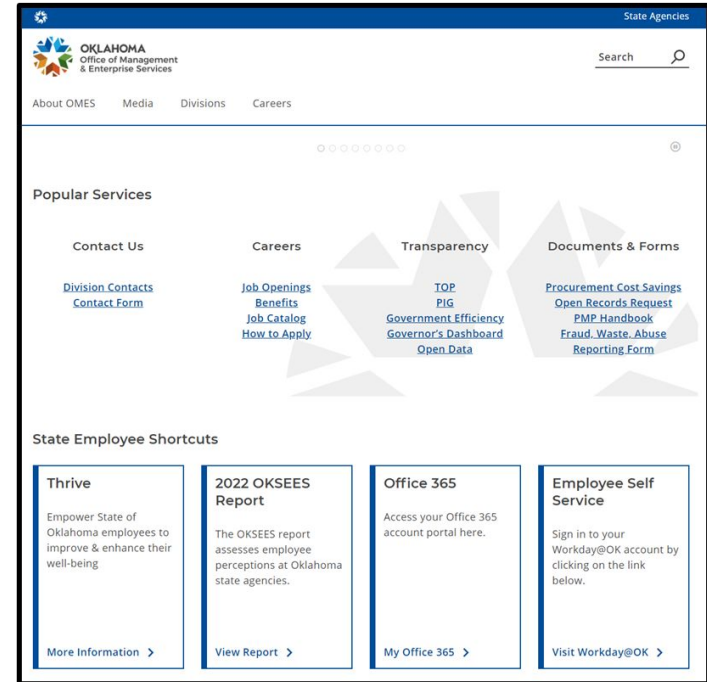 State Agencies
OKLAHOMA
Office of Management
& Enterprise Services
Search
About OMES Media Divisions Careers
Popular Services
Contact Us
Division Contacts
Contact Form
Careers
Job Openings
Benefits
Job Catalog
How to Apply
Transparency
TOP
PIG
Government Efficiency
Governor's Dashboard
Open Data
Documents & Forms
Procurement Cost Savings
Open Records Request
PMP Handbook
Fraud, Waste, Abuse
Reporting Form
State Employee Shortcuts
Thrive
Empower State of
Oklahoma employees to
improve & enhance their
well-being
More Information >
2022 OKSEES
Report
The OKSEES report
assesses employee
perceptions at Oklahoma
state agencies.
View Report >
Office 365
Access your Office 365
account portal here.
My Office 365 >
Employee Self
Service
Sign in to your
Workday@OK account by
clicking on the link
below.
Visit Workday@OK >